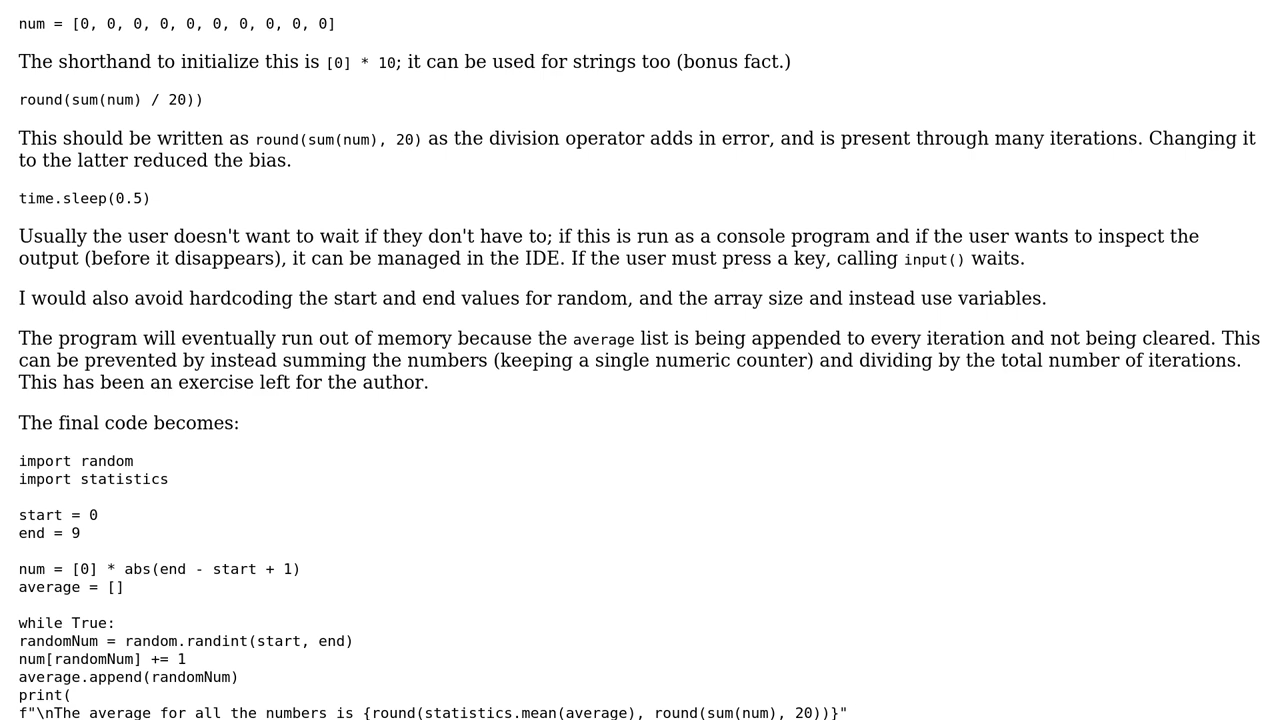 num = [0, 0, 0, 0, 0, 0, 0, 0, 0, 0]
The shorthand to initialize this is [0] * 10; it can be used for strings too (bonus fact.)
round(sum(num) / 20))
This should be written as round(sum(num), 20) as the division operator adds in error, and is present through many iterations. Changing it
to the latter reduced the bias.
time.sleep(0.5)
Usually the user doesn't want to wait if they don't have to; if this is run as a console program and if the user wants to inspect the
output (before it disappears), it can be managed in the IDE. If the user must press a key, calling input() waits.
I would also avoid hardcoding the start and end values for random, and the array size and instead use variables.
The program will eventually run out of memory because the average list is being appended to every iteration and not being cleared. This
can be prevented by instead summing the numbers (keeping a single numeric counter) and dividing by the total number of iterations.
This has been an exercise left for the author.
The final code becomes:
import random
import statistics
start = 0
end = 9
num = [0] * abs(end - start + 1)
average = []
while True:
randomNum = random.randint(start, end)
num[randomNum] += 1
average.append(randomNum)
print(
f"\nThe average for all the numbers is {round(statistics.mean(average), round(sum(num), 20))}"